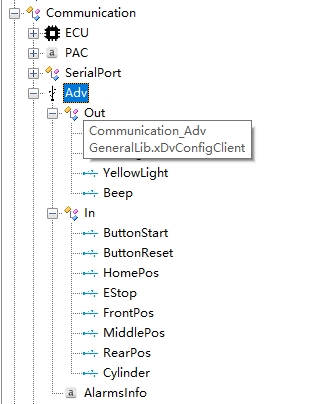 Communication
ECU
PAC
SerialPort
Adv
Out
Communication_Adv
GeneralLib.xDvConfigClient
YellowLight
Beep
In
ButtonStart
ButtonReset
HomePos
EStop
FrontPos
MiddlePos
RearPos
Cylinder
AlarmsInfo